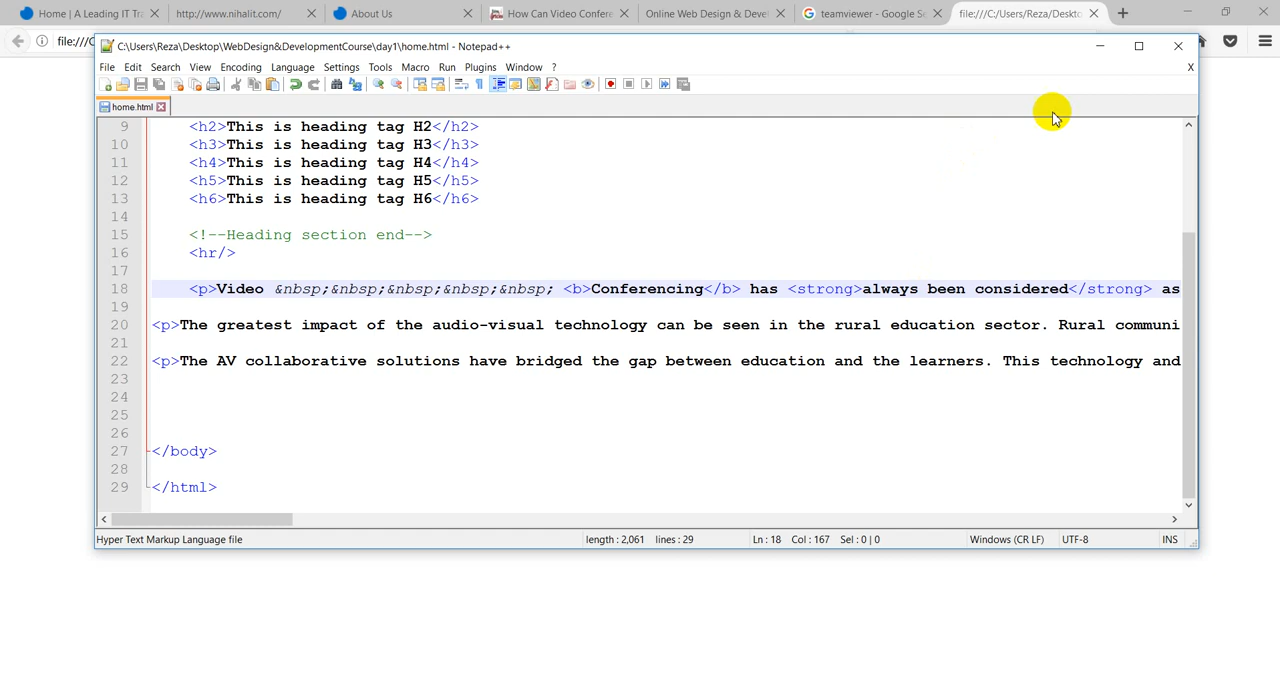 Home | A Leading IT Tra
http://www.nihalit.com/
About Us
How Can Video Confere
Online Web Design & Devel
teamviewer - Google Se
file:///C:/Users/Reza/Deskto
file:///C
C:\Users\Reza\Desktop\WebDesign&DevelopmentCourse\day1\home.html - Notepad++
File Edit Search View Encoding Language Settings Tools Macro Run Plugins Window ? X
home.html
9 <h2>This is heading tag H2</h2>
10 <h3>This is heading tag H3</h3>
11 <h4>This is heading tag H4</h4>
12 <h5>This is heading tag H5</h5>
13 <h6>This is heading tag H6</h6>
14
15 <!--Heading section end-->
16 <hr/>
17
18 <p>Video &nbsp;&nbsp;&nbsp;&nbsp;&nbsp; <b>Conferencing</b> has <strong>always been considered</strong> as
19
20 <p>The greatest impact of the audio-visual technology can be seen in the rural education sector. Rural communi
21
22 <p>The AV collaborative solutions have bridged the gap between education and the learners. This technology and
23
24
25
26
27 </body>
28
29 </html>
Hyper Text Markup Language file length : 2,061 lines : 29 Ln : 18 Col : 167 Sel : 0 | 0 Windows (CR LF) UTF-8 INS